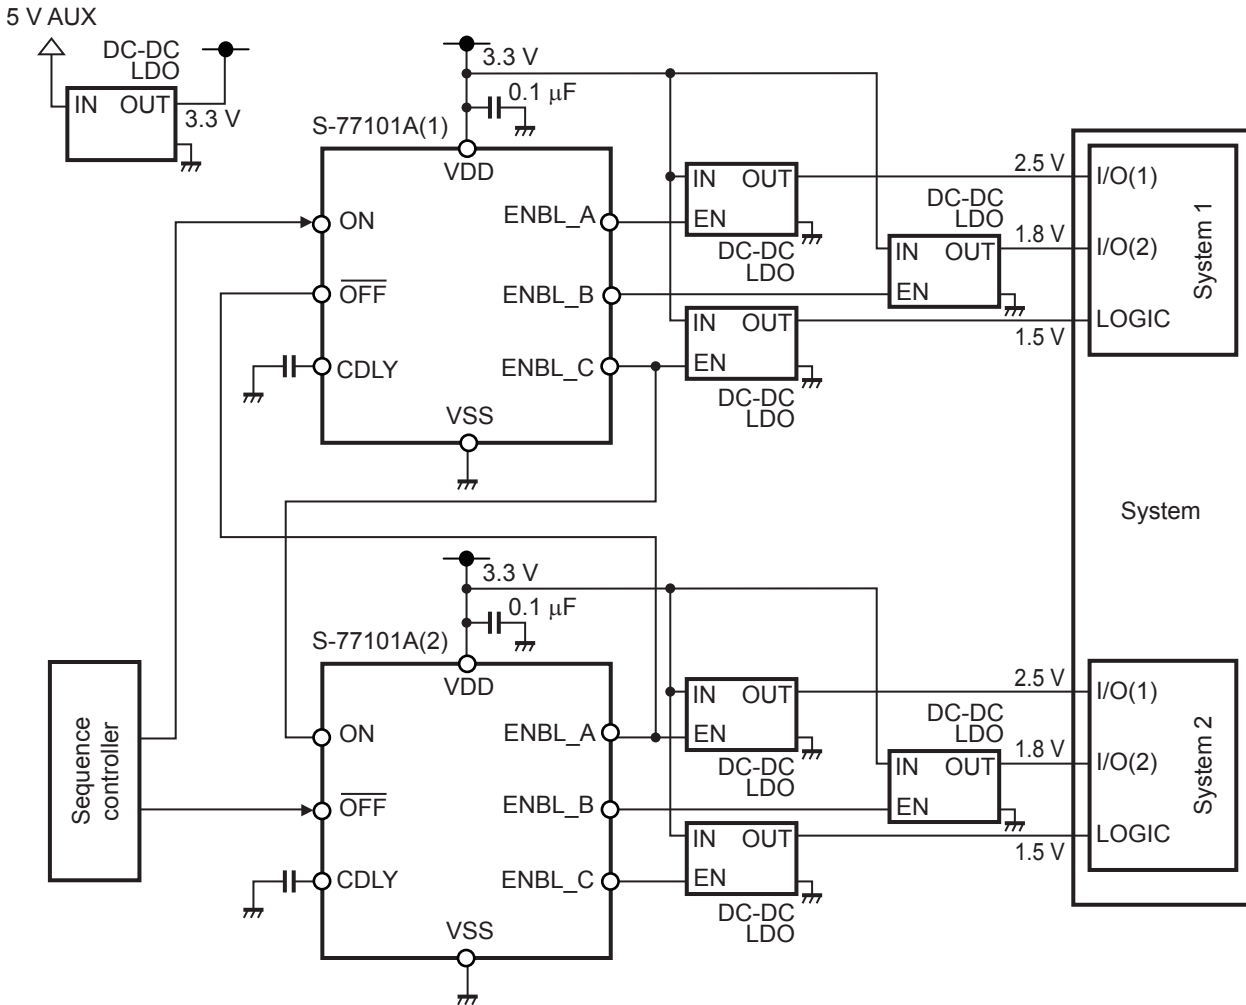 5 V AUX
DC-DC
LDO
IN OUT
3.3 V
3.3 V
0.1 μF
S-77101A(1)
VDD
ON
OFF
CDLY
VSS
ENBL_A
ENBL_B
ENBL_C
IN OUT
EN
DC-DC
LDO
DC-DC
LDO
IN OUT
EN
IN OUT
EN
DC-DC
LDO
2.5 V
1.8 V
1.5 V
I/O(1)
I/O(2)
LOGIC
System 1
System
3.3 V
0.1 μF
S-77101A(2)
VDD
Sequence
controller
ON
OFF
CDLY
VSS
ENBL_A
ENBL_B
ENBL_C
IN OUT
EN
DC-DC
LDO
DC-DC
LDO
IN OUT
EN
IN OUT
EN
DC-DC
LDO
2.5 V
1.8 V
1.5 V
I/O(1)
I/O(2)
LOGIC
System 2